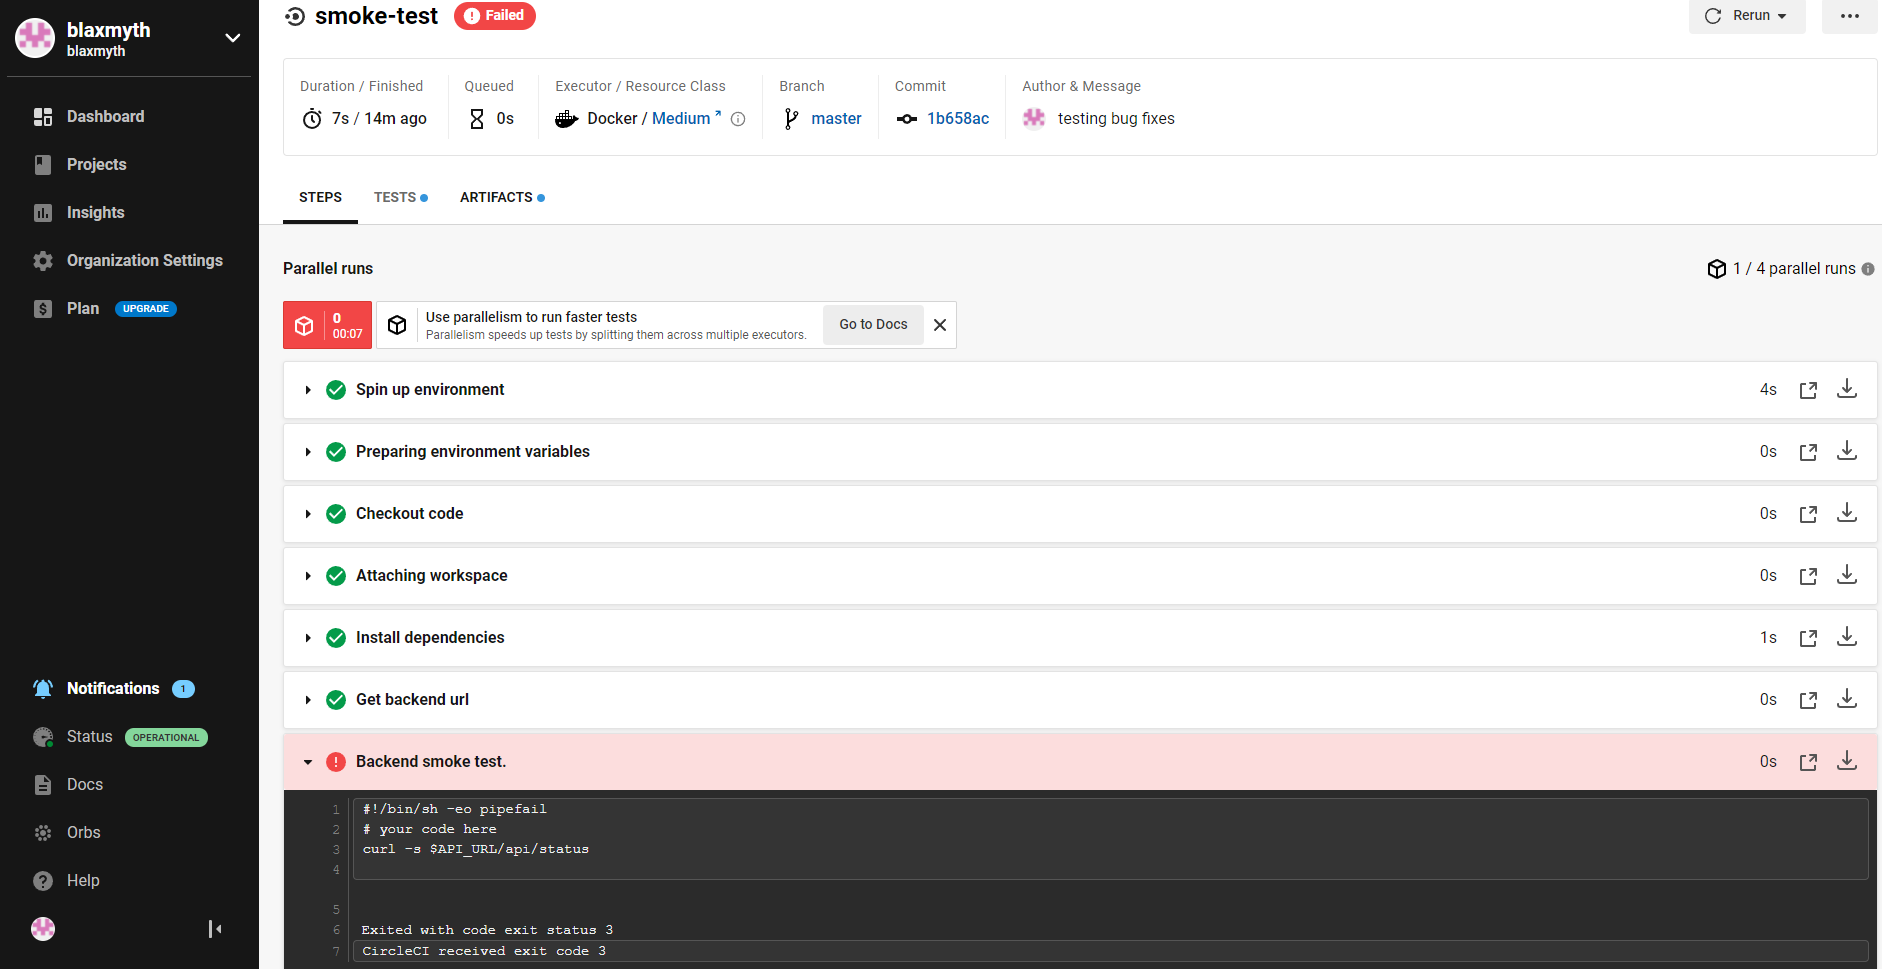 blaxmyth
blaxmyth
Dashboard
Projects
Insights
Organization Settings
Plan UPGRADE
Notifications 1
Status OPERATIONAL
Docs
Orbs
Help
smoke-test Failed
Rerun
Duration / Finished
7s / 14m ago
Queued
0s
Executor / Resource Class
Docker / Medium
Branch
master
Commit
1b658ac
Author & Message
testing bug fixes
STEPS TESTS ARTIFACTS
Parallel runs
1 / 4 parallel runs
0
00:07
Use parallelism to run faster tests
Parallelism speeds up tests by splitting them across multiple executors.
Go to Docs
Spin up environment 4s
Preparing environment variables 0s
Checkout code 0s
Attaching workspace 0s
Install dependencies 1s
Get backend url 0s
Backend smoke test. 0s
1 #!/bin/sh -eo pipefail
2 # your code here
3 curl -s $API_URL/api/status
4
5
6 Exited with code exit status 3
7 CircleCI received exit code 3